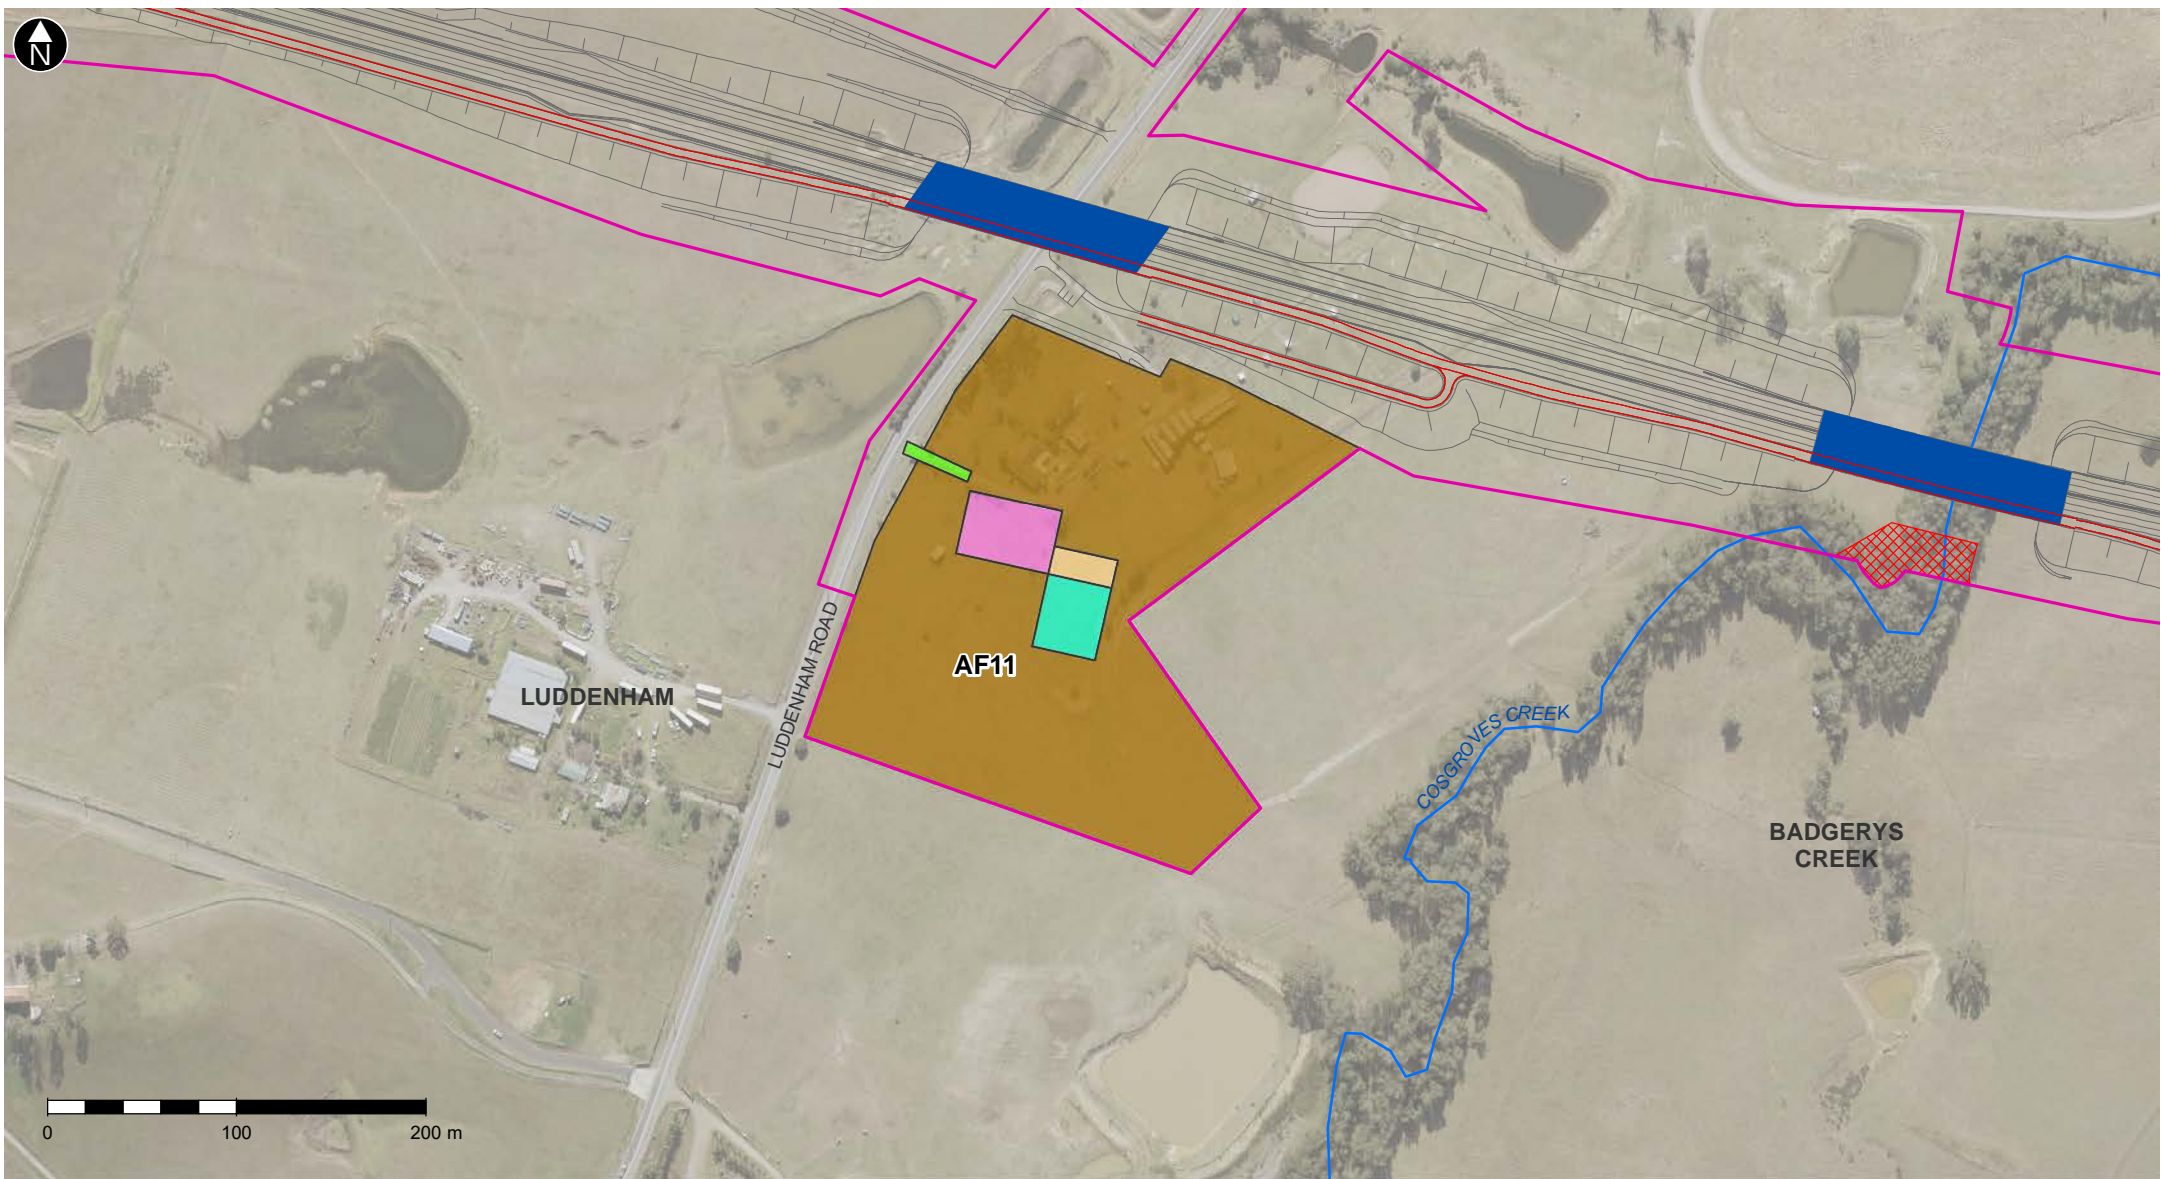 N
LUDDENHAM ROAD
AF11
LUDDENHAM
COSGROVES CREEK
BADGERYS
CREEK
0 100 200 m